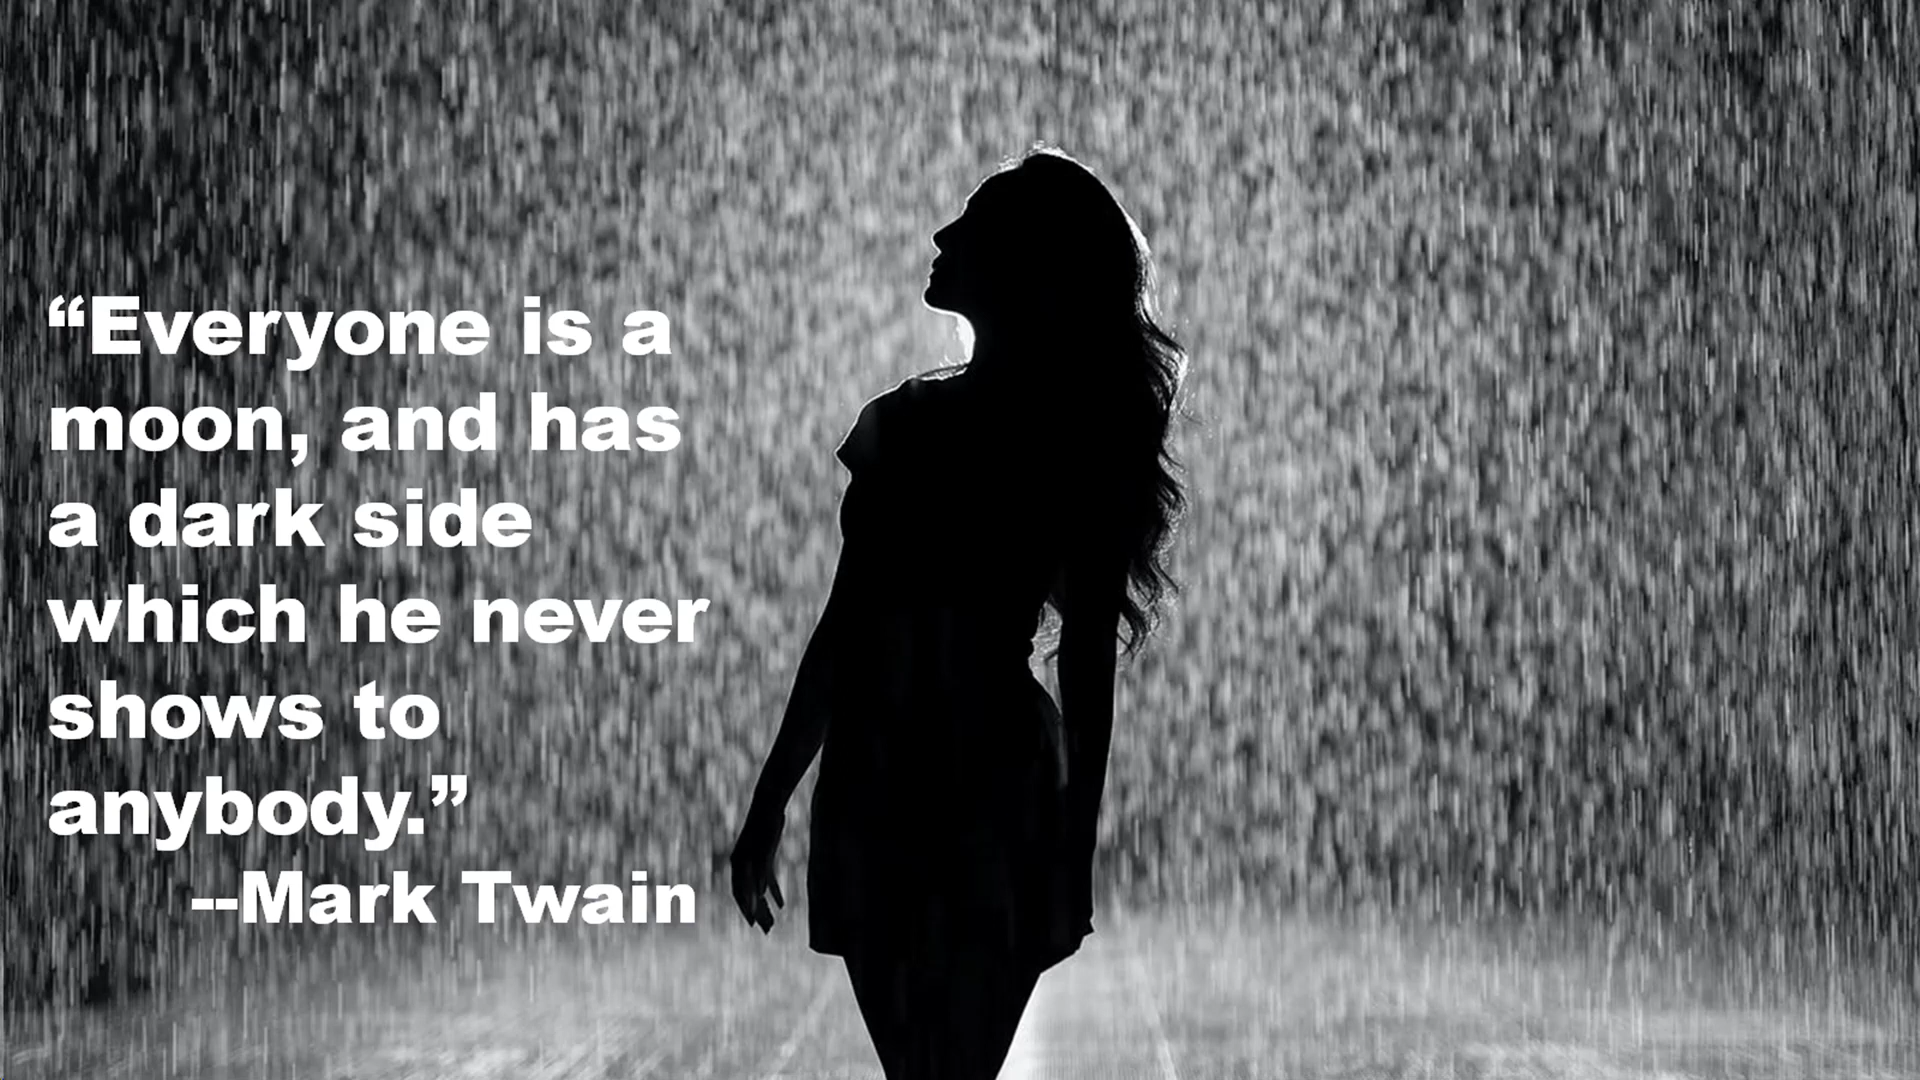 “Everyone is a
moon, and has
a dark side
which he never
shows to
anybody.”
--Mark Twain